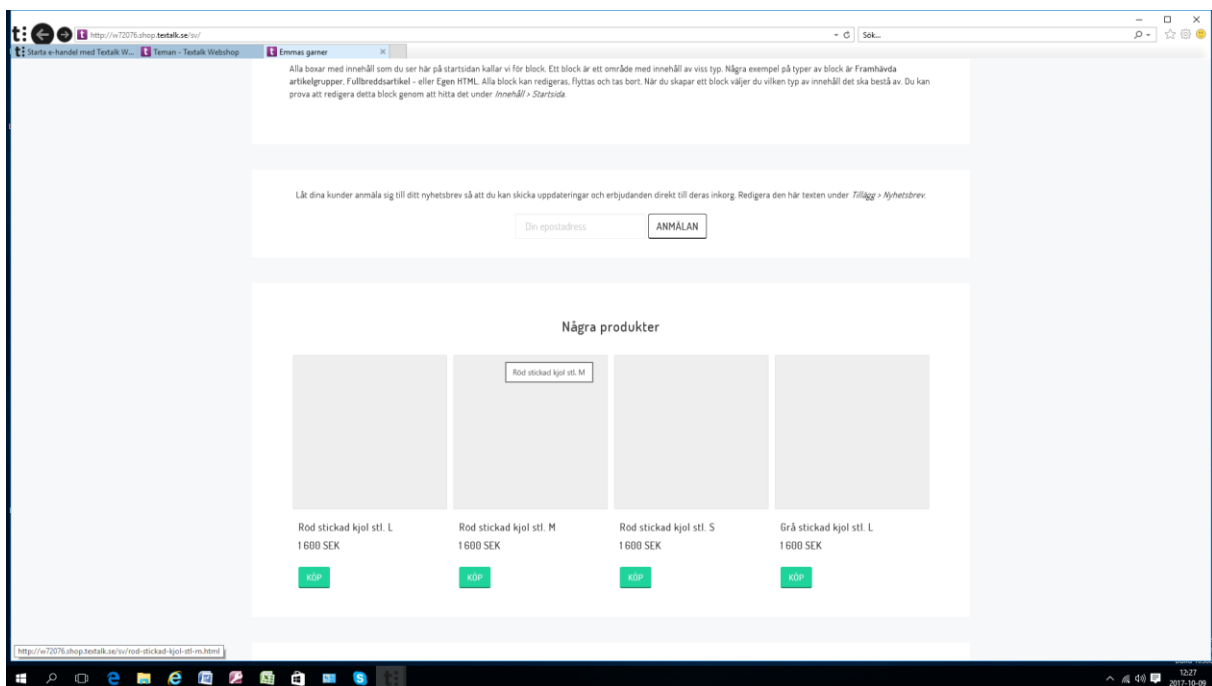 http://w72076.shop.textalk.se/sv/
Sök...
Starta e-handel med Textalk W...
Teman - Textalk Webshop
Emmas garner
Alla boxar med innehåll som du ser här på startsidan kallar vi för block. Ett block är ett område med innehåll av viss typ. Några exempel på typer av block är Framhävda
artikelgrupper, Fullbreddsartikel - eller Egen HTML. Alla block kan redigeras, flyttas och tas bort. När du skapar ett block väljer du vilken typ av innehåll det ska bestå av. Du kan
prova att redigera detta block genom att hitta det under Innehåll > Startsida.
Låt dina kunder anmäla sig till ditt nyhetsbrev så att du kan skicka uppdateringar och erbjudanden direkt till deras inkorg. Redigera den här texten under Tillägg > Nyhetsbrev.
Din epostadress
ANMÄLAN
Några produkter
Röd stickad kjol stl. M
Röd stickad kjol stl. L
1 600 SEK
KÖP
Röd stickad kjol stl. M
1 600 SEK
KÖP
Röd stickad kjol stl. S
1 600 SEK
KÖP
Grå stickad kjol stl. L
1 600 SEK
KÖP
http://w72076.shop.textalk.se/sv/rod-stickad-kjol-stl-m.html
12:27
2017-10-09